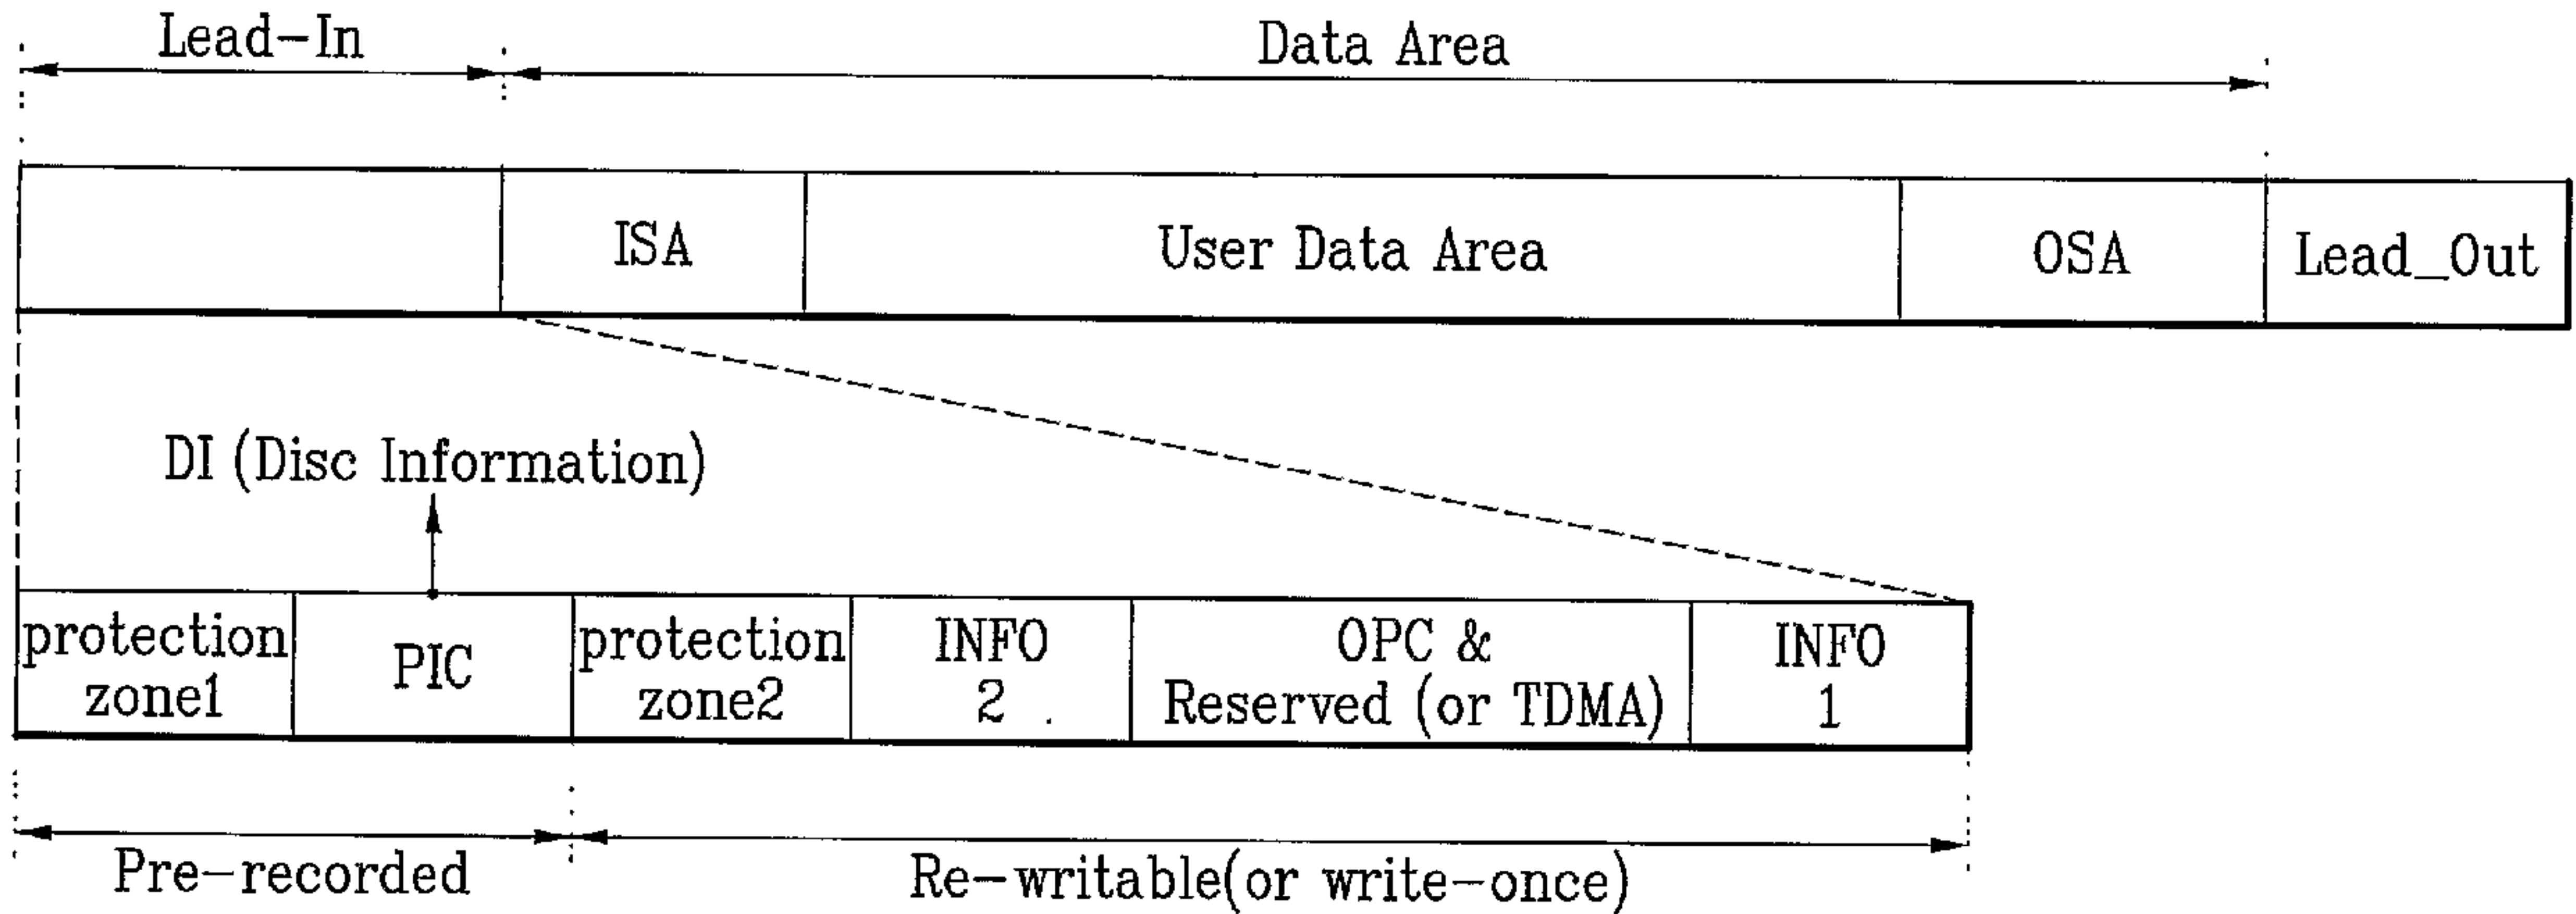 Lead-In
Data Area
ISA
User Data Area
OSA
Lead_Out
DI (Disc Information)
protection
zone1
PIC
protection
zone2
INFO
2
OPC &
Reserved (or TDMA)
INFO
1
Pre-recorded
Re-writable(or write-once)